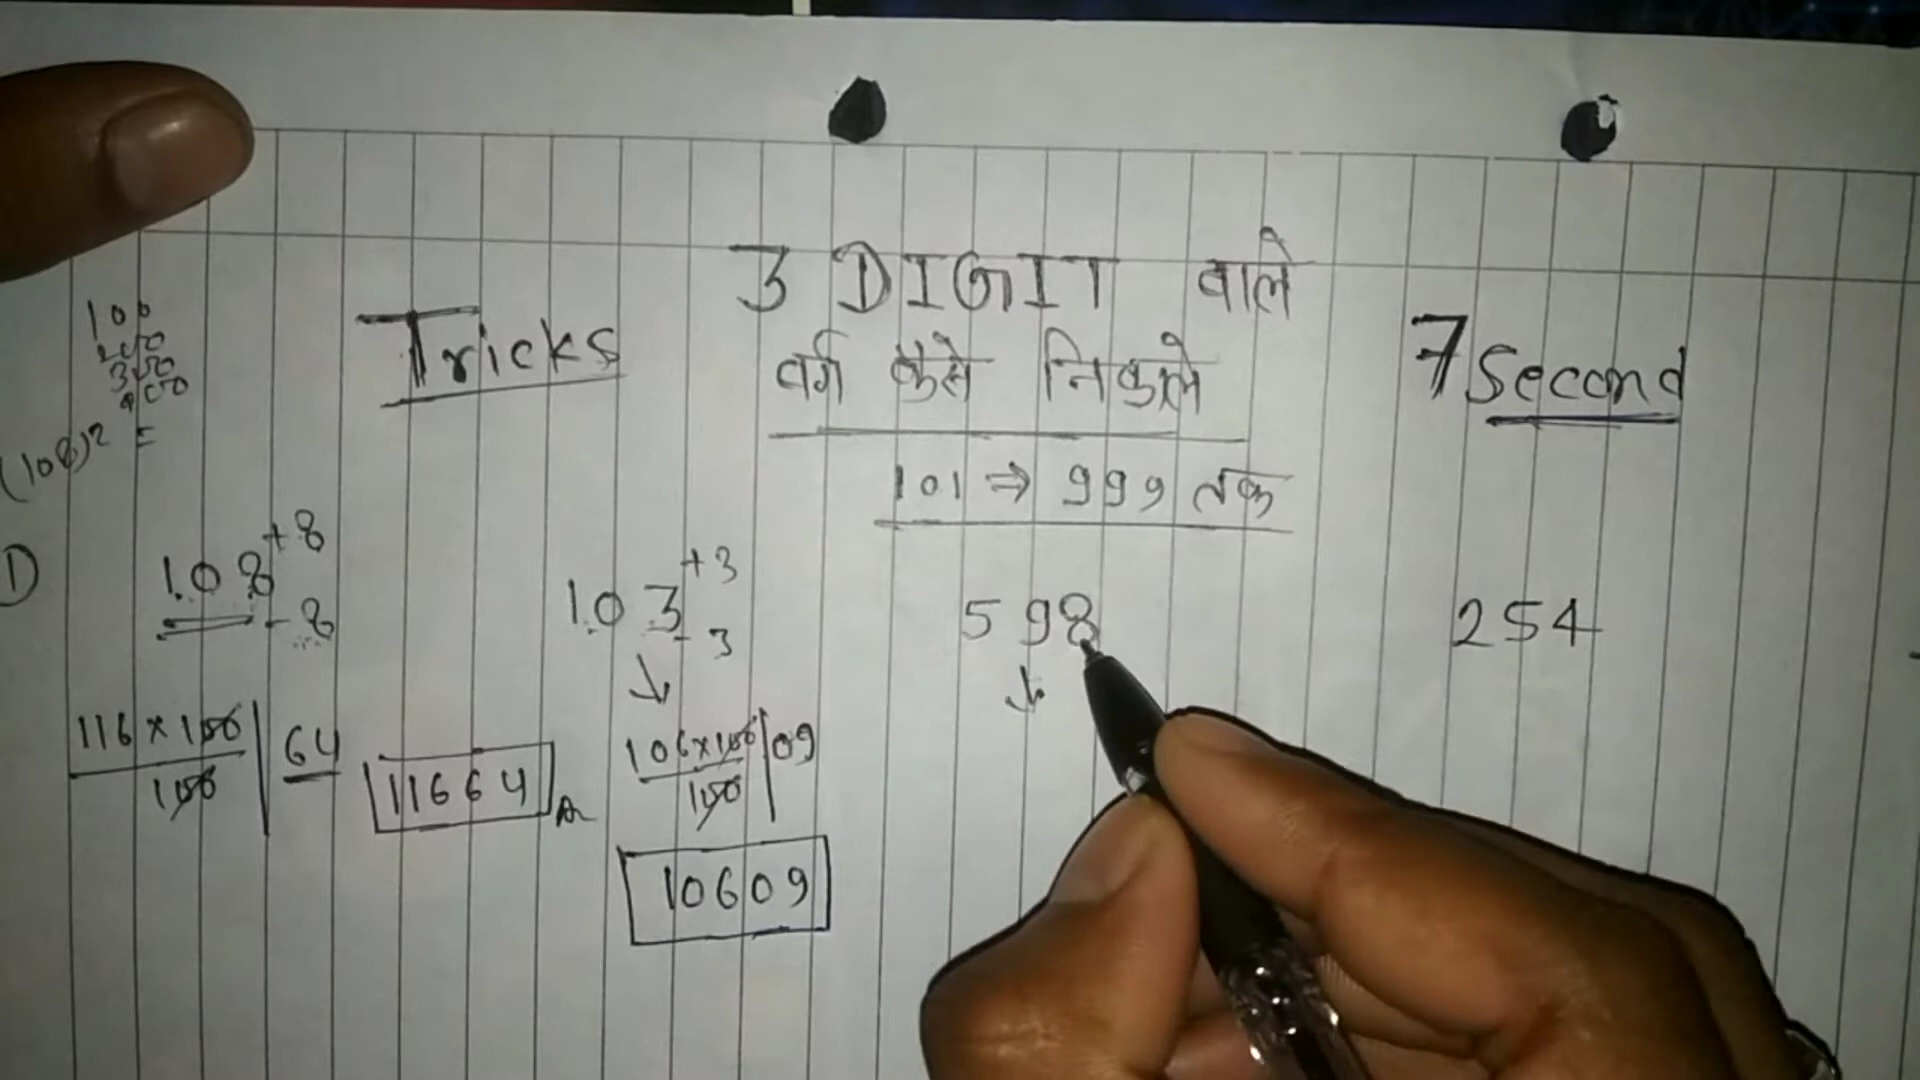 3 DIGIT वाले
वर्ग कैसे निकाले
Tricks
7 Second
101 ⇒ 999 तक
100
200
300
400
(108)² =
1)
108 +8
-8
116×100 / 100 | 64
11664
103 +3
-3
↓
106×100 / 100 | 09
10609
598
↓
254